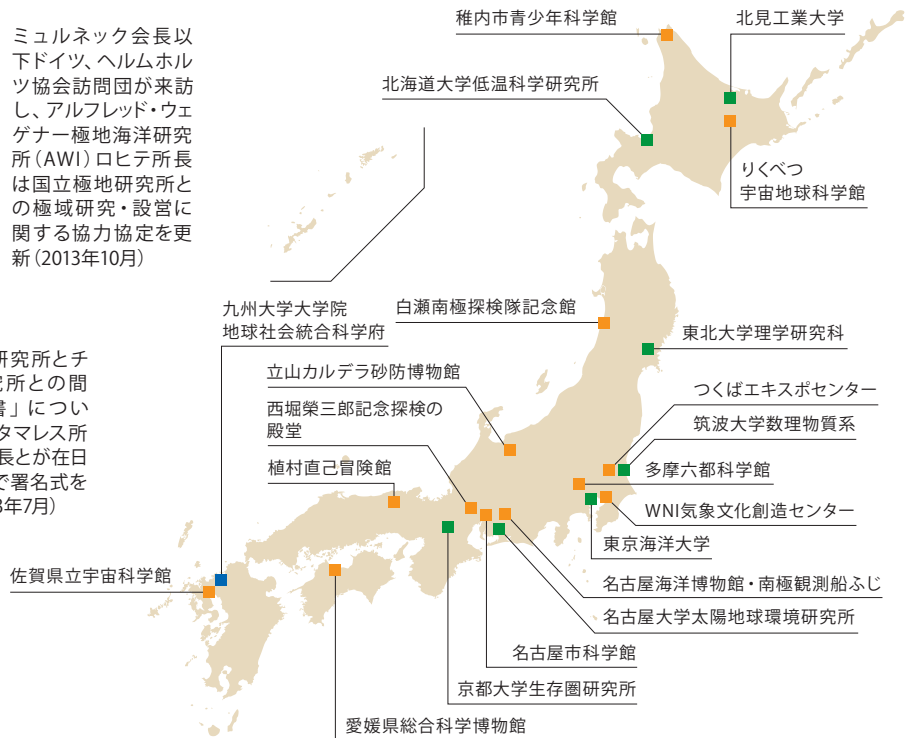 ミュルネック会長以
下ドイツ、ヘルムホル
ツ協会訪問団が来訪
し、アルフレッド・ウェ
ゲナー極地海洋研究
所（AWI）ロヒテ所長
は国立極地研究所と
の極域研究・設営に
関する協力協定を更
新（2013年10月）
稚内市青少年科学館
北見工業大学
北海道大学低温科学研究所
りくべつ
宇宙地球科学館
九州大学大学院
地球社会統合科学府
白瀬南極探検隊記念館
東北大学理学研究科
研究所とチ
究所との間
書」につい
タマレス所
長とが在日
で署名式を
3年7月）
立山カルデラ砂防博物館
西堀榮三郎記念探検の
殿堂
植村直己冒険館
つくばエキスポセンター
筑波大学数理物質系
多摩六都科学館
WNI気象文化創造センター
東京海洋大学
佐賀県立宇宙科学館
名古屋海洋博物館・南極観測船ふじ
名古屋大学太陽地球環境研究所
名古屋市科学館
京都大学生存圏研究所
愛媛県総合科学博物館